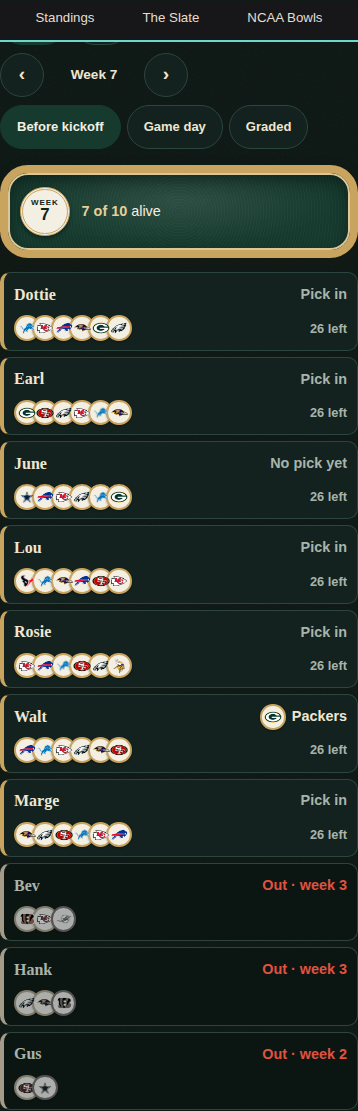 Standings The Slate NCAA Bowls
‹ Week 7 ›
Before kickoff Game day Graded
WEEK
7
7 of 10 alive
Dottie Pick in
26 left
Earl Pick in
26 left
June No pick yet
26 left
Lou Pick in
26 left
Rosie Pick in
26 left
Walt Packers
26 left
Marge Pick in
26 left
Bev Out · week 3
Hank Out · week 3
Gus Out · week 2